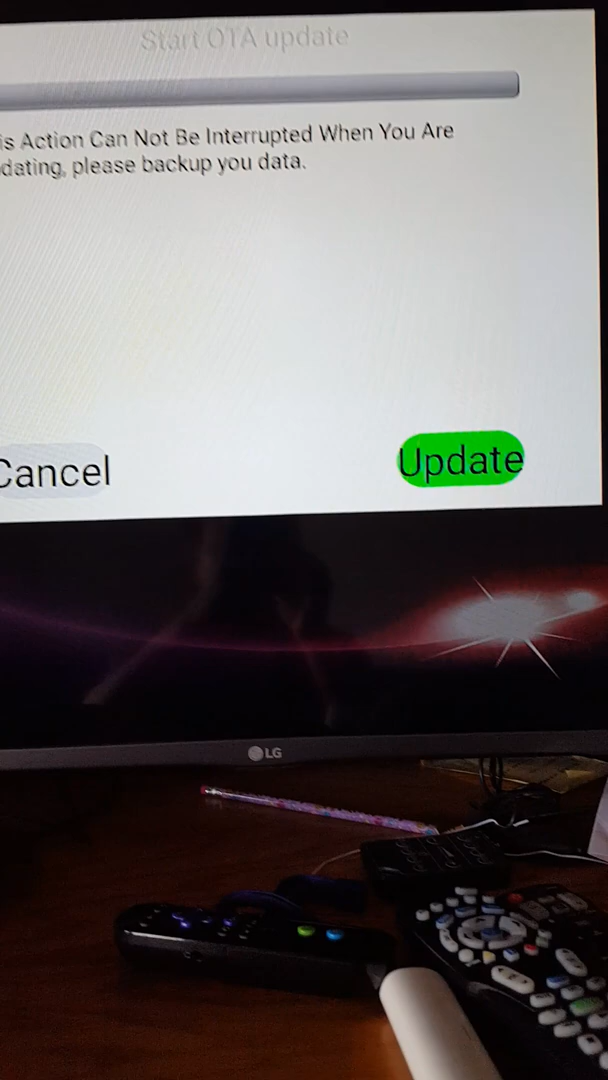 Start OTA update
is Action Can Not Be Interrupted When You Are
dating, please backup you data.
Cancel
Update
LG